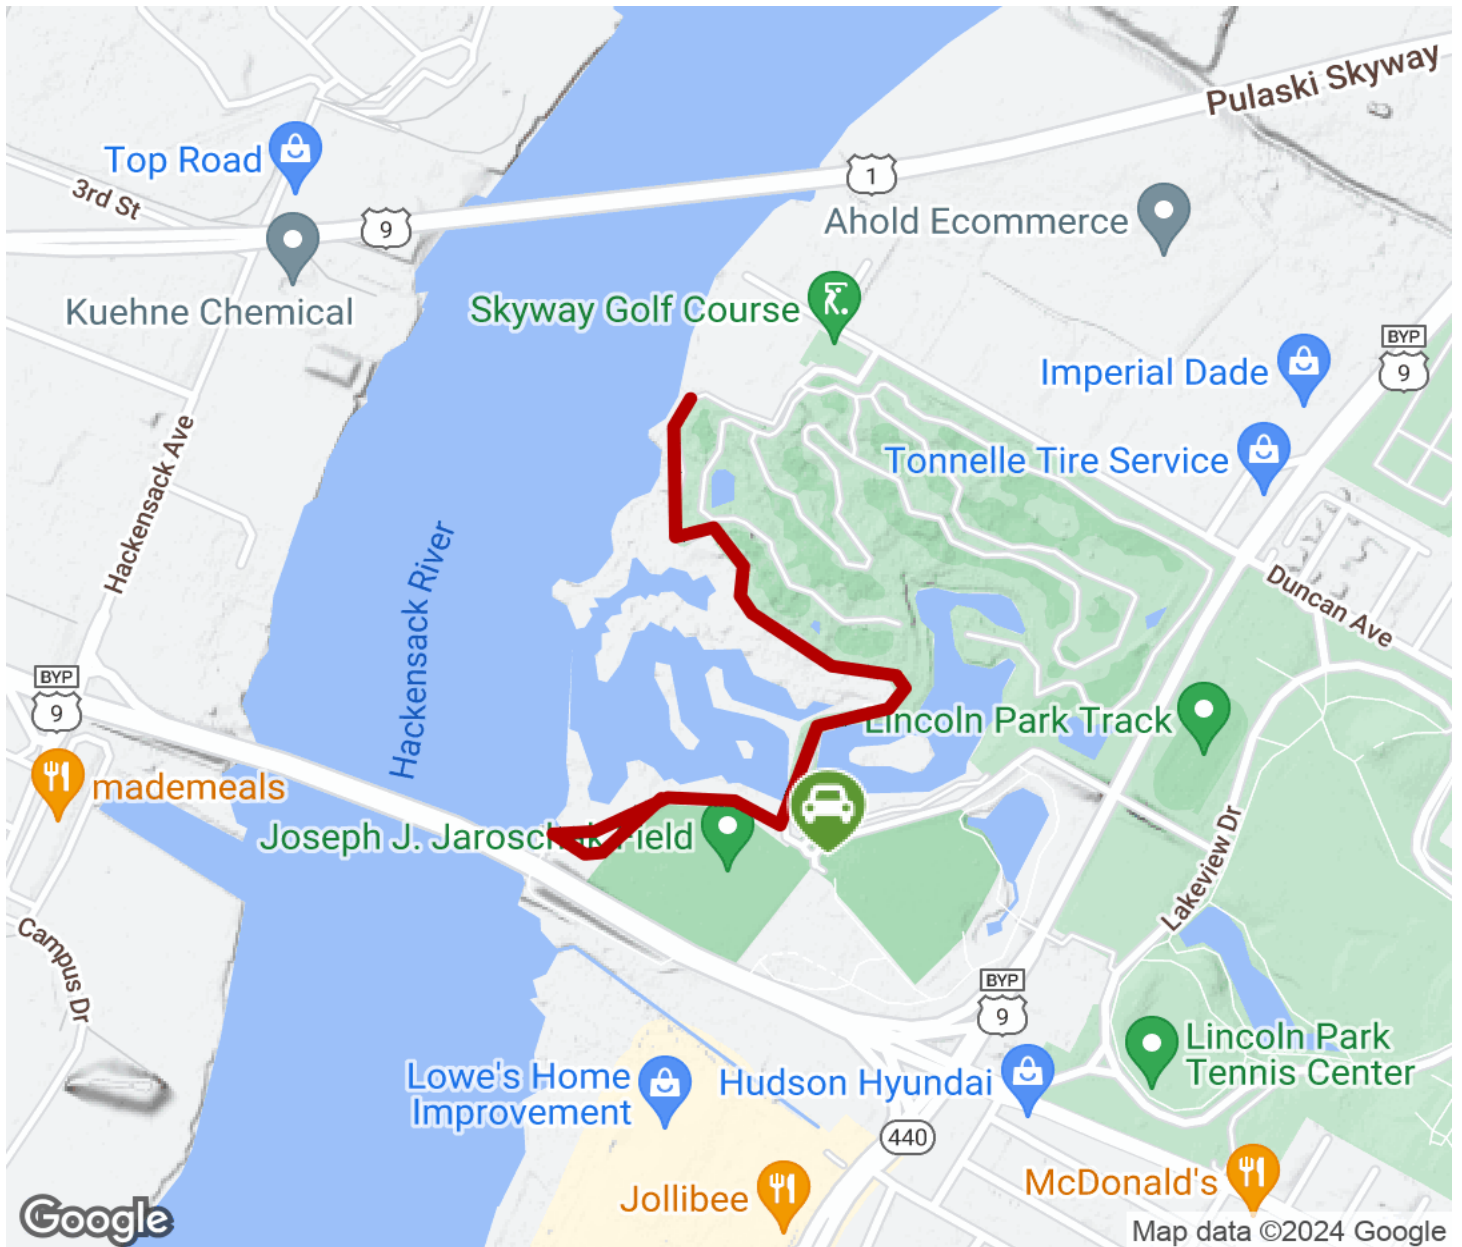 Pulaski Skyway
Top Road
3rd St
1
9
Ahold Ecommerce
Kuehne Chemical
Skyway Golf Course
BYP
9
Imperial Dade
Tonnelle Tire Service
Hackensack Ave
Hackensack River
Duncan Ave
BYP
9
Lincoln Park Track
mademeals
Joseph J. Jaroschak Field
Lakeview Dr
Campus Dr
BYP
9
Lincoln Park
Tennis Center
Lowe's Home
Improvement
Hudson Hyundai
440
McDonald's
Jollibee
Google
Map data ©2024 Google